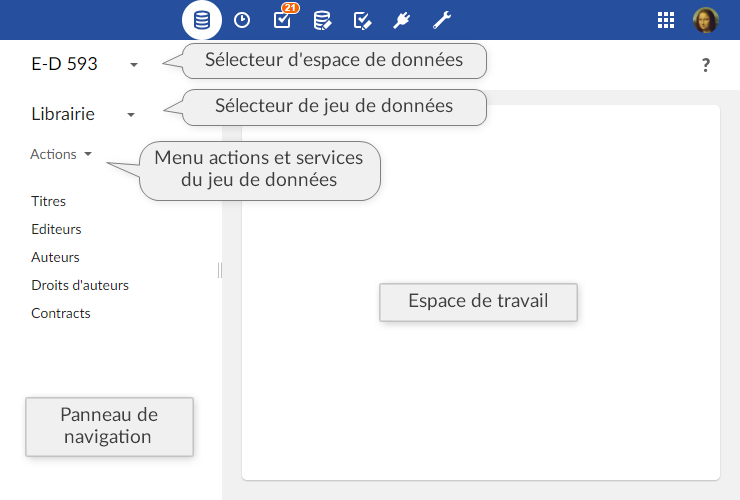 21
E-D 593
Sélecteur d'espace de données
?
Librairie
Sélecteur de jeu de données
Actions
Menu actions et services
du jeu de données
Titres
Editeurs
Auteurs
Droits d'auteurs
Contracts
Espace de travail
Panneau de
navigation